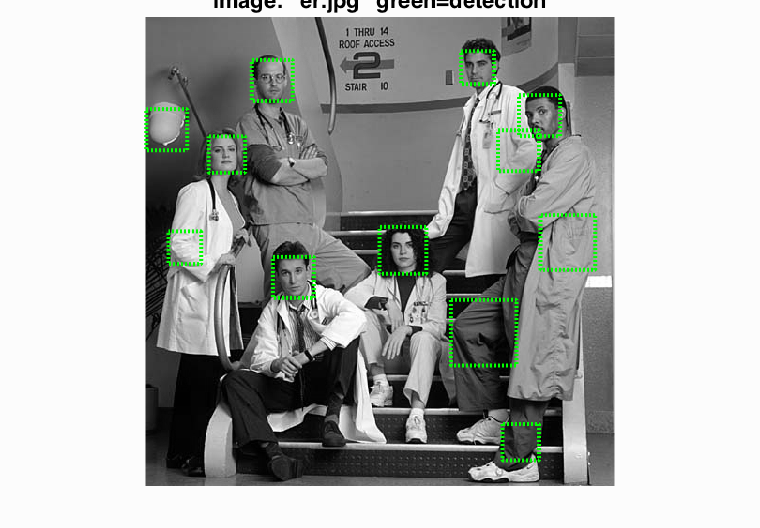 image: "er.jpg" green=detection
1 THRU 14
ROOF ACCESS
2
STAIR 10